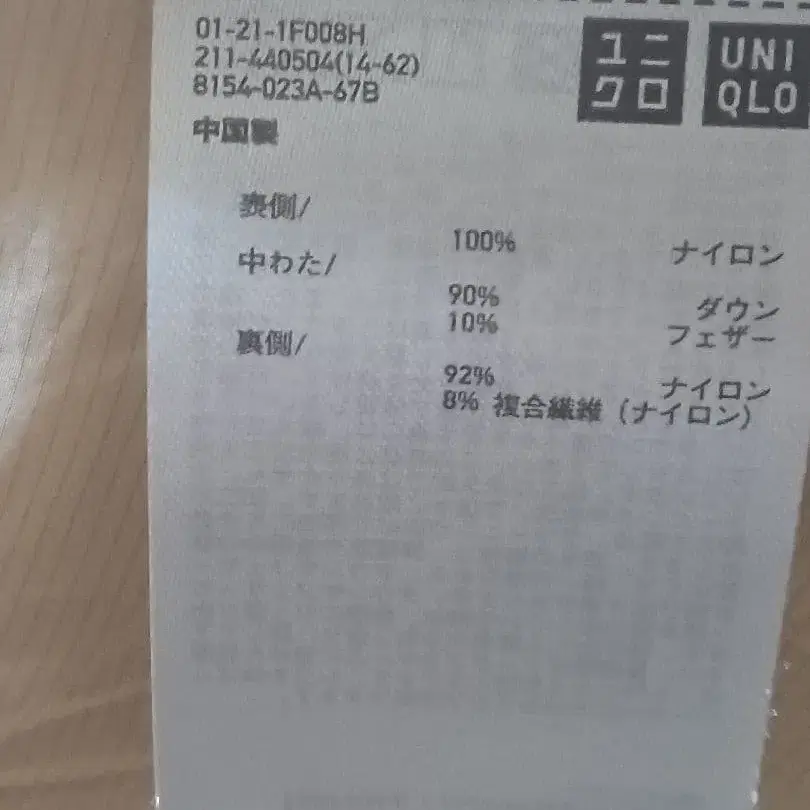 01-21-1F008H
211-440504(14-62)
8154-023A-67B
中国製
ユニ
クロ
UNI
QLO
表側/
100% ナイロン
中わた/
90% ダウン
10% フェザー
裏側/
92% ナイロン
8% 複合繊維 (ナイロン)